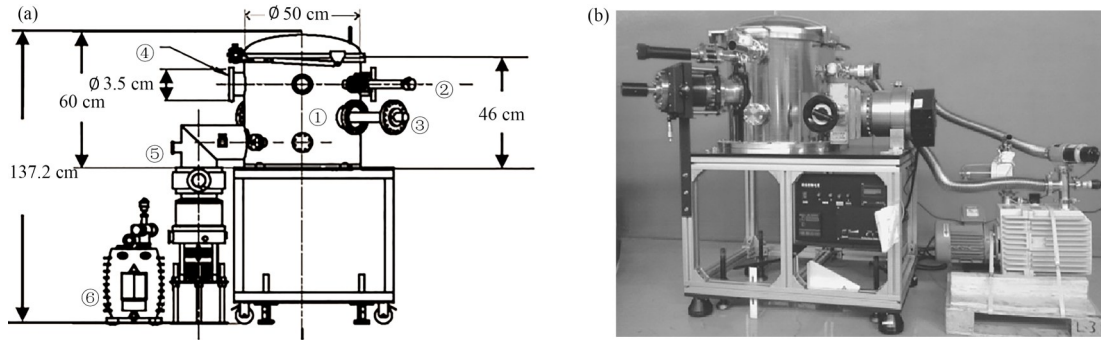 (a)
Ø 50 cm
④
Ø 3.5 cm
60 cm
②
①
③
46 cm
⑤
137.2 cm
⑥
(b)
L-3